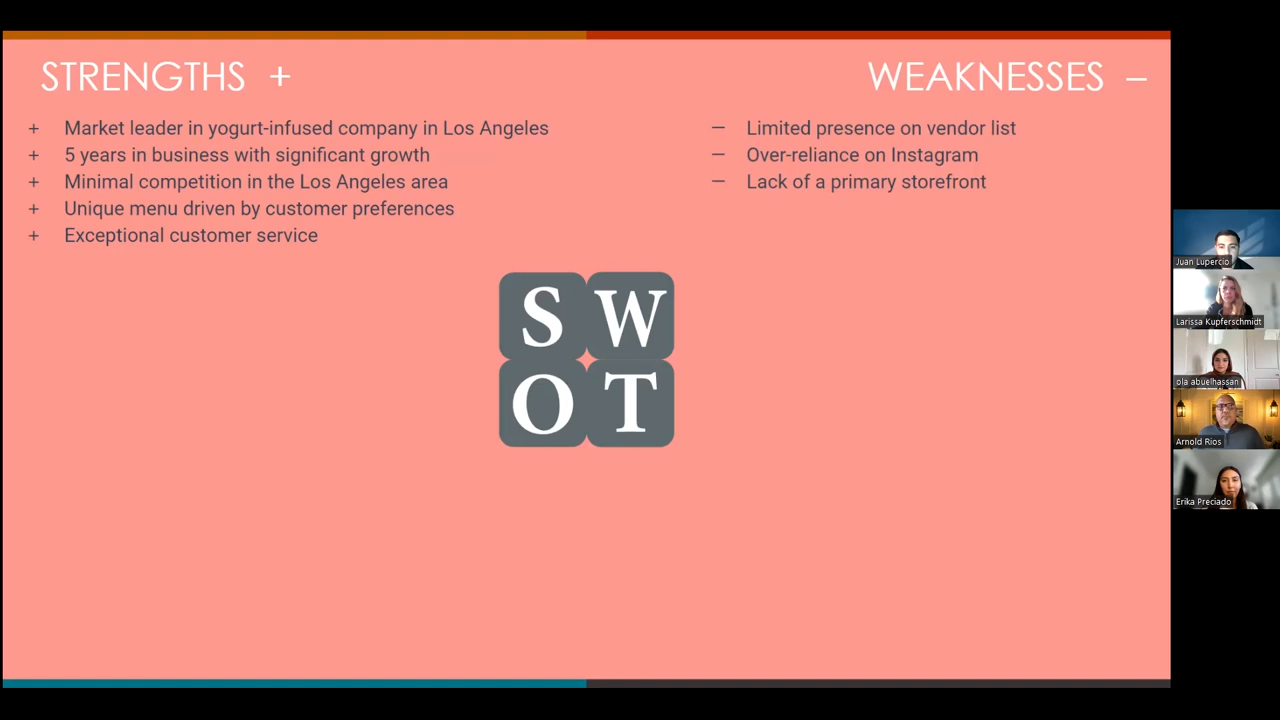 STRENGTHS +
+ Market leader in yogurt-infused company in Los Angeles
+ 5 years in business with significant growth
+ Minimal competition in the Los Angeles area
+ Unique menu driven by customer preferences
+ Exceptional customer service
WEAKNESSES –
– Limited presence on vendor list
– Over-reliance on Instagram
– Lack of a primary storefront
S W
O T
Juan Lupercio
Larissa Kupferschmidt
ola abuelhassan
Arnold Rios
Erika Preciado